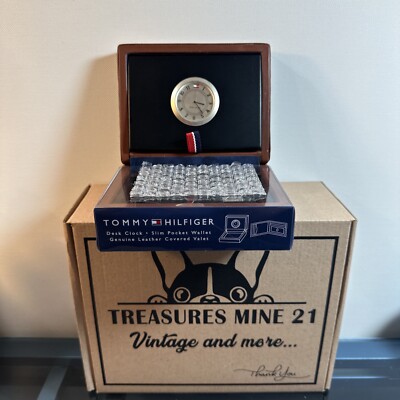 TOMMY HILFIGER
Desk Clock • Slim Pocket Wallet
Genuine Leather Covered Valet
TREASURES MINE 21
Vintage and more...
Thank You